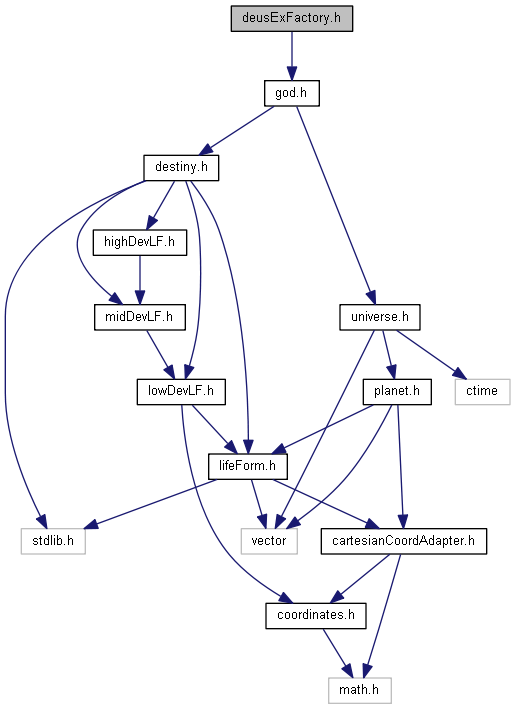 deusExFactory.h
god.h
destiny.h
highDevLF.h
midDevLF.h
universe.h
lowDevLF.h
planet.h
ctime
lifeForm.h
stdlib.h
vector
cartesianCoordAdapter.h
coordinates.h
math.h